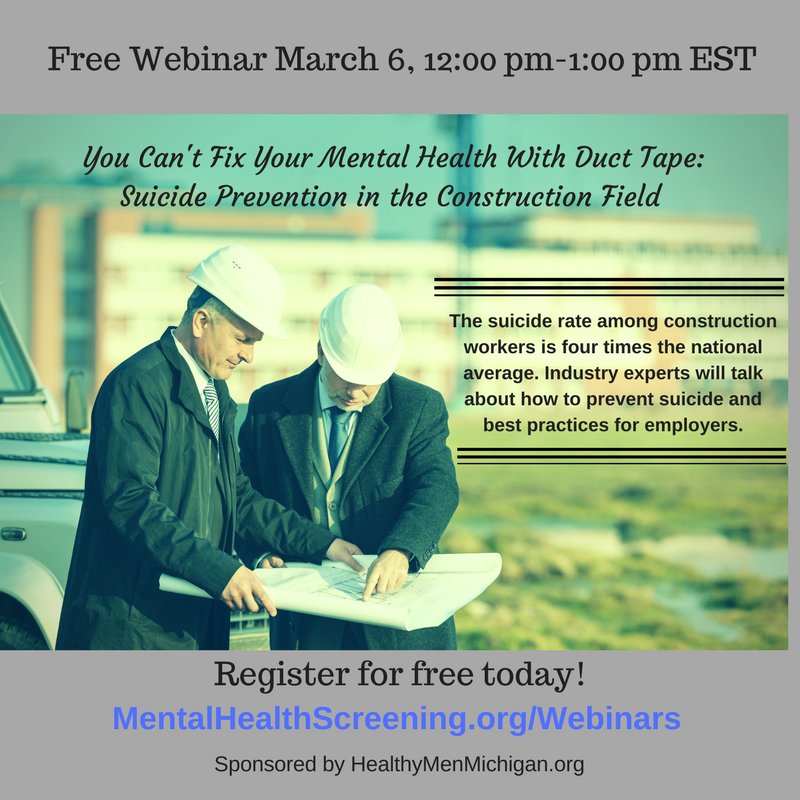 Free Webinar March 6, 12:00 pm-1:00 pm EST
You Can't Fix Your Mental Health With Duct Tape:
Suicide Prevention in the Construction Field
The suicide rate among construction
workers is four times the national
average. Industry experts will talk
about how to prevent suicide and
best practices for employers.
Register for free today!
MentalHealthScreening.org/Webinars
Sponsored by HealthyMenMichigan.org